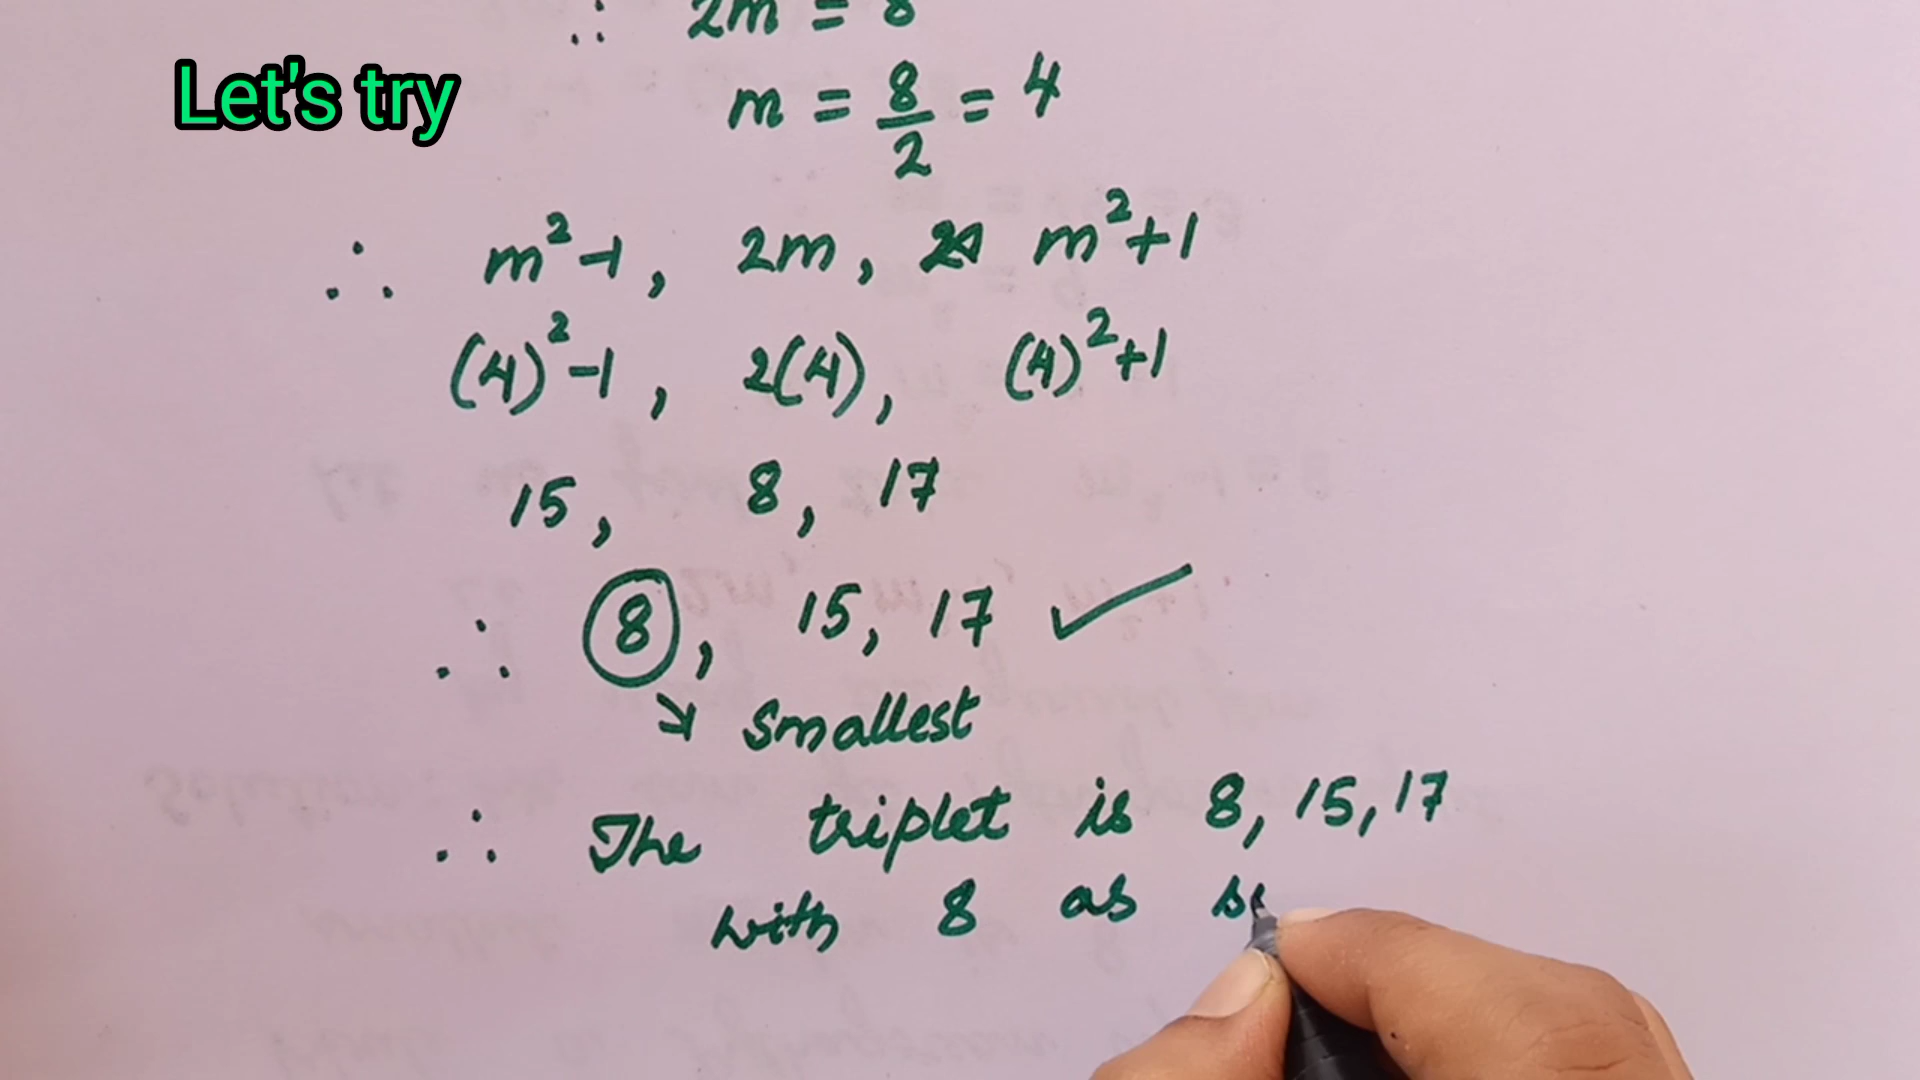 ∴ 2m = 8
Let's try
m = 8/2 = 4
∴ m²-1, 2m, m²+1
(4)²-1, 2(4), (4)²+1
15, 8, 17
∴ 8, 15, 17 ✓
↘ Smallest
∴ The triplet is 8, 15, 17
with 8 as